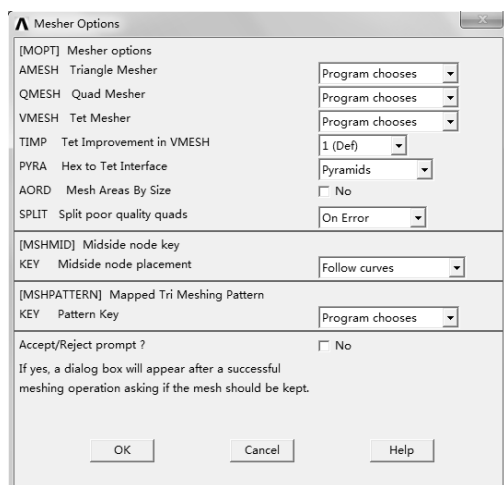 Mesher Options
[MOPT] Mesher options
AMESH Triangle Mesher Program chooses
QMESH Quad Mesher Program chooses
VMESH Tet Mesher Program chooses
TIMP Tet Improvement in VMESH 1 (Def)
PYRA Hex to Tet Interface Pyramids
AORD Mesh Areas By Size No
SPLIT Split poor quality quads On Error
[MSHMID] Midside node key
KEY Midside node placement Follow curves
[MSHPATTERN] Mapped Tri Meshing Pattern
KEY Pattern Key Program chooses
Accept/Reject prompt ? No
If yes, a dialog box will appear after a successful
meshing operation asking if the mesh should be kept.
OK Cancel Help